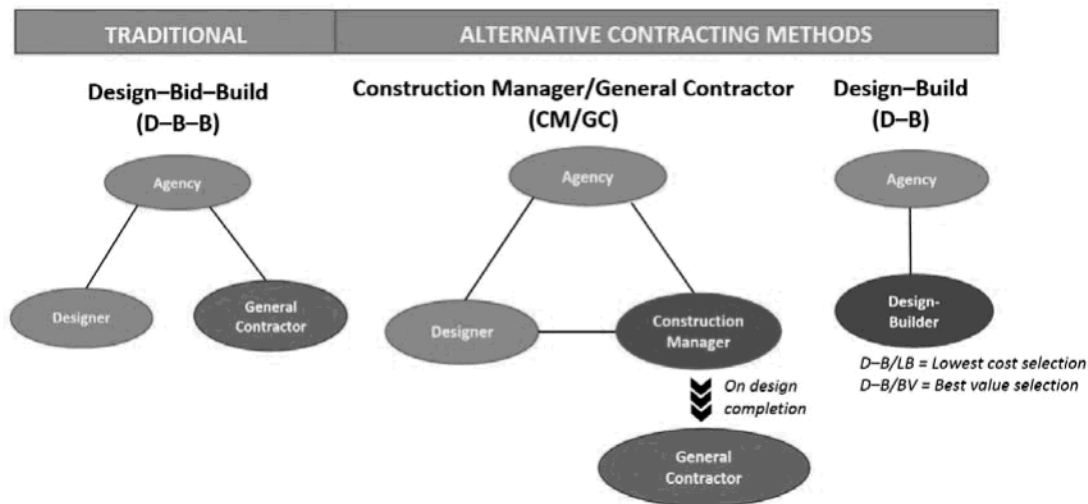 TRADITIONAL
ALTERNATIVE CONTRACTING METHODS
Design–Bid–Build
(D–B–B)
Agency
Designer
General
Contractor
Construction Manager/General Contractor
(CM/GC)
Agency
Designer
Construction
Manager
On design
completion
General
Contractor
Design–Build
(D–B)
Agency
Design-
Builder
D–B/LB = Lowest cost selection
D–B/BV = Best value selection